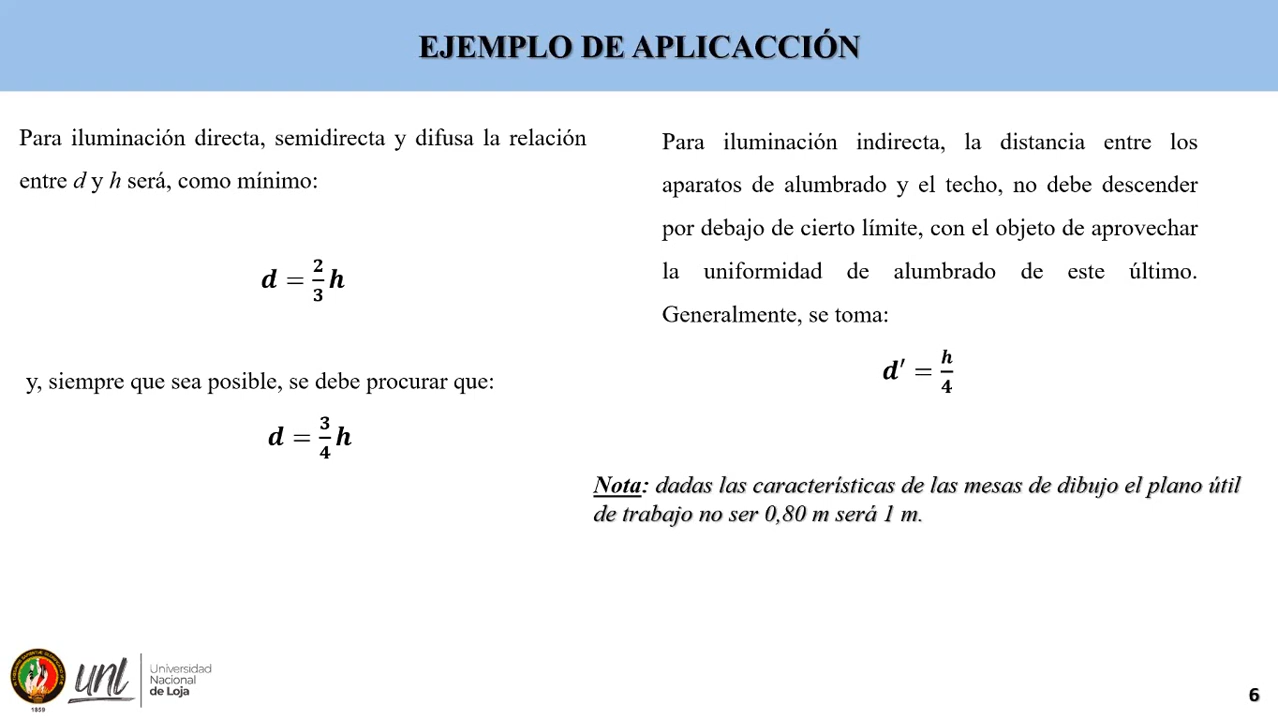 EJEMPLO DE APLICACCIÓN
Para iluminación directa, semidirecta y difusa la relación
entre d y h será, como mínimo:
d = 2/3 h
y, siempre que sea posible, se debe procurar que:
d = 3/4 h
Para iluminación indirecta, la distancia entre los
aparatos de alumbrado y el techo, no debe descender
por debajo de cierto límite, con el objeto de aprovechar
la uniformidad de alumbrado de este último.
Generalmente, se toma:
d′ = h/4
Nota: dadas las características de las mesas de dibujo el plano útil
de trabajo no ser 0,80 m será 1 m.
1859
unl
Universidad
Nacional
de Loja
6